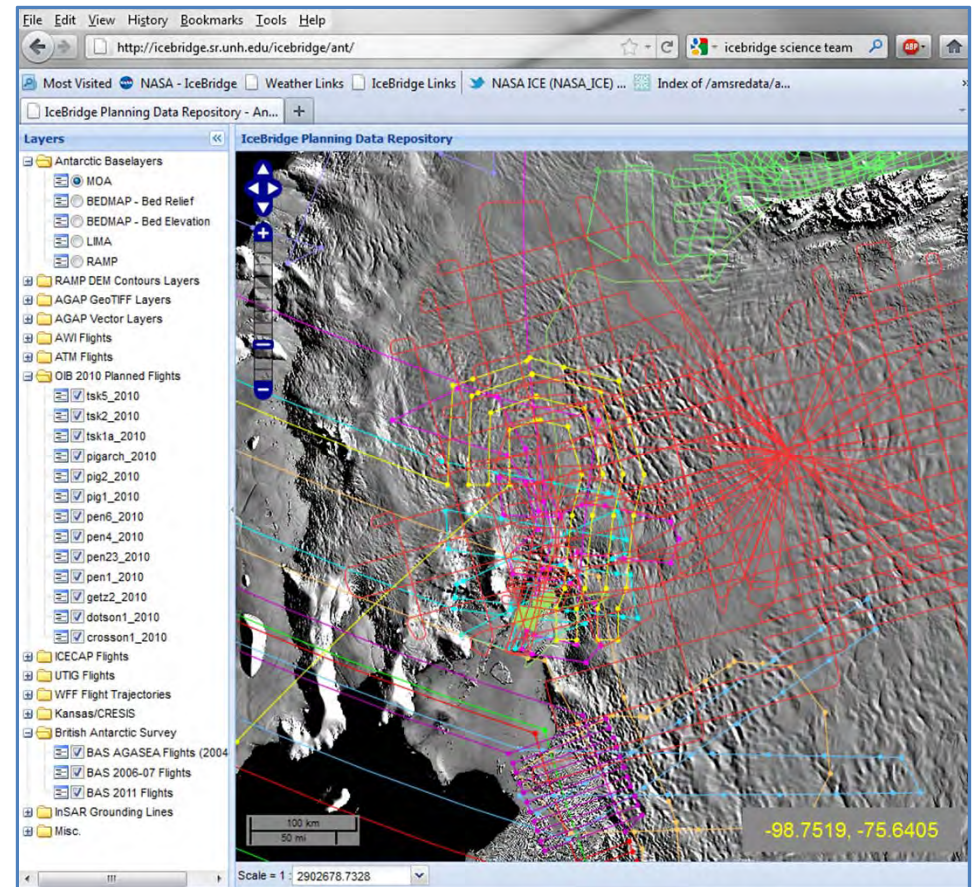 File Edit View History Bookmarks Tools Help
http://icebridge.sr.unh.edu/icebridge/ant/
icebridge science team
ABP
Most Visited NASA - IceBridge Weather Links IceBridge Links NASA ICE (NASA_ICE) ... Index of /amsredata/a...
IceBridge Planning Data Repository - An...
Layers
IceBridge Planning Data Repository
Antarctic Baselayers
MOA
BEDMAP - Bed Relief
BEDMAP - Bed Elevation
LIMA
RAMP
RAMP DEM Contours Layers
AGAP GeoTIFF Layers
AGAP Vector Layers
AWI Flights
ATM Flights
OIB 2010 Planned Flights
tsk5_2010
tsk2_2010
tsk1a_2010
pigarch_2010
pig2_2010
pig1_2010
pen6_2010
pen4_2010
pen23_2010
pen1_2010
getz2_2010
dotson1_2010
crosson1_2010
ICECAP Flights
UTIG Flights
WFF Flight Trajectories
Kansas/CRESIS
British Antarctic Survey
BAS AGASEA Flights (2004
BAS 2006-07 Flights
BAS 2011 Flights
InSAR Grounding Lines
Misc.
100 km
50 mi
-98.7519, -75.6405
Scale = 1 : 2902678.7328